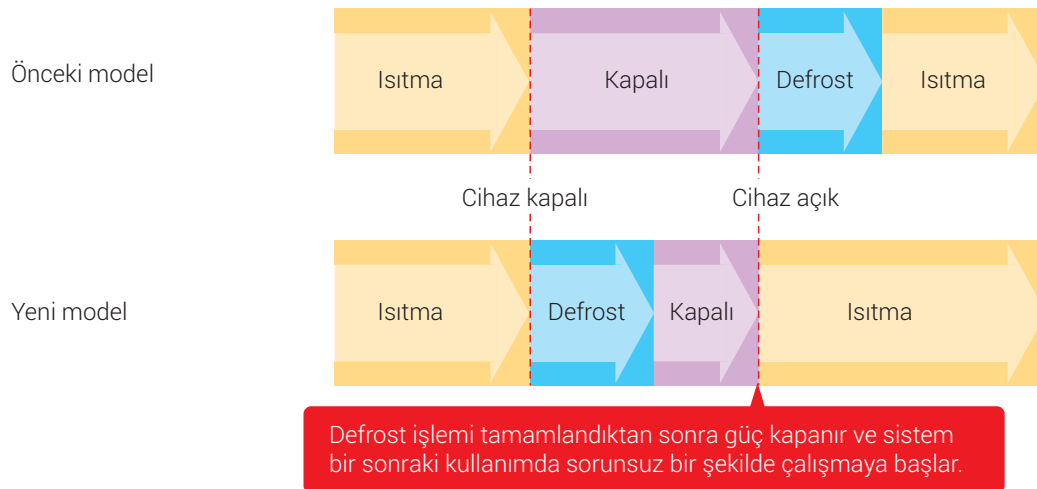 Önceki model
Isıtma
Kapalı
Defrost
Isıtma
Cihaz kapalı
Cihaz açık
Yeni model
Isıtma
Defrost
Kapalı
Isıtma
Defrost işlemi tamamlandıktan sonra güç kapanır ve sistem
bir sonraki kullanımda sorunsuz bir şekilde çalışmaya başlar.